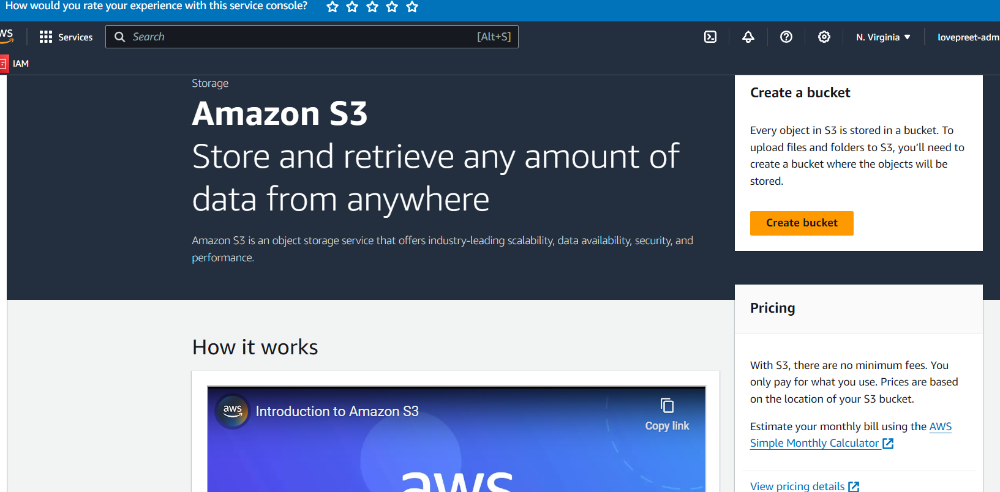 How would you rate your experience with this service console?
Services
Search
[Alt+S]
N. Virginia
lovepreet-adm
IAM
Storage
Amazon S3
Store and retrieve any amount of
data from anywhere
Amazon S3 is an object storage service that offers industry-leading scalability, data availability, security, and
performance.
Create a bucket
Every object in S3 is stored in a bucket. To
upload files and folders to S3, you’ll need to
create a bucket where the objects will be
stored.
Create bucket
How it works
aws
Introduction to Amazon S3
Copy link
aws
Pricing
With S3, there are no minimum fees. You
only pay for what you use. Prices are based
on the location of your S3 bucket.
Estimate your monthly bill using the AWS
Simple Monthly Calculator
View pricing details